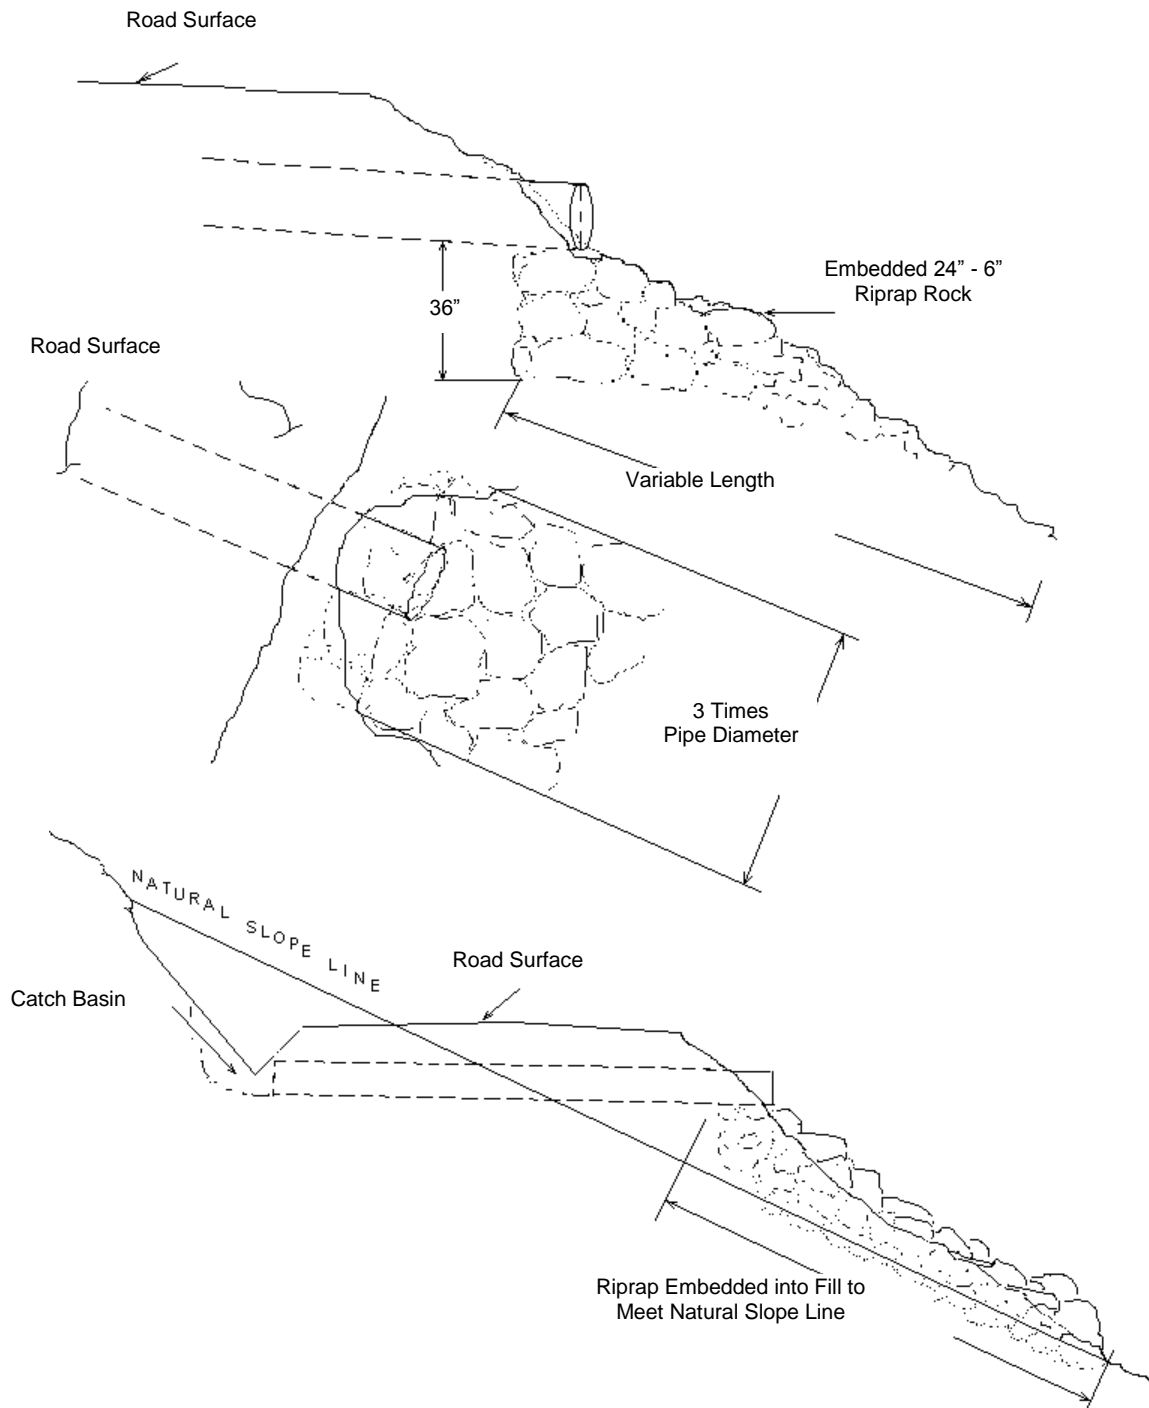 Road Surface
Embedded 24” - 6”
Riprap Rock
36”
Road Surface
Variable Length
3 Times
Pipe Diameter
NATURAL SLOPE LINE
Road Surface
Catch Basin
Riprap Embedded into Fill to
Meet Natural Slope Line